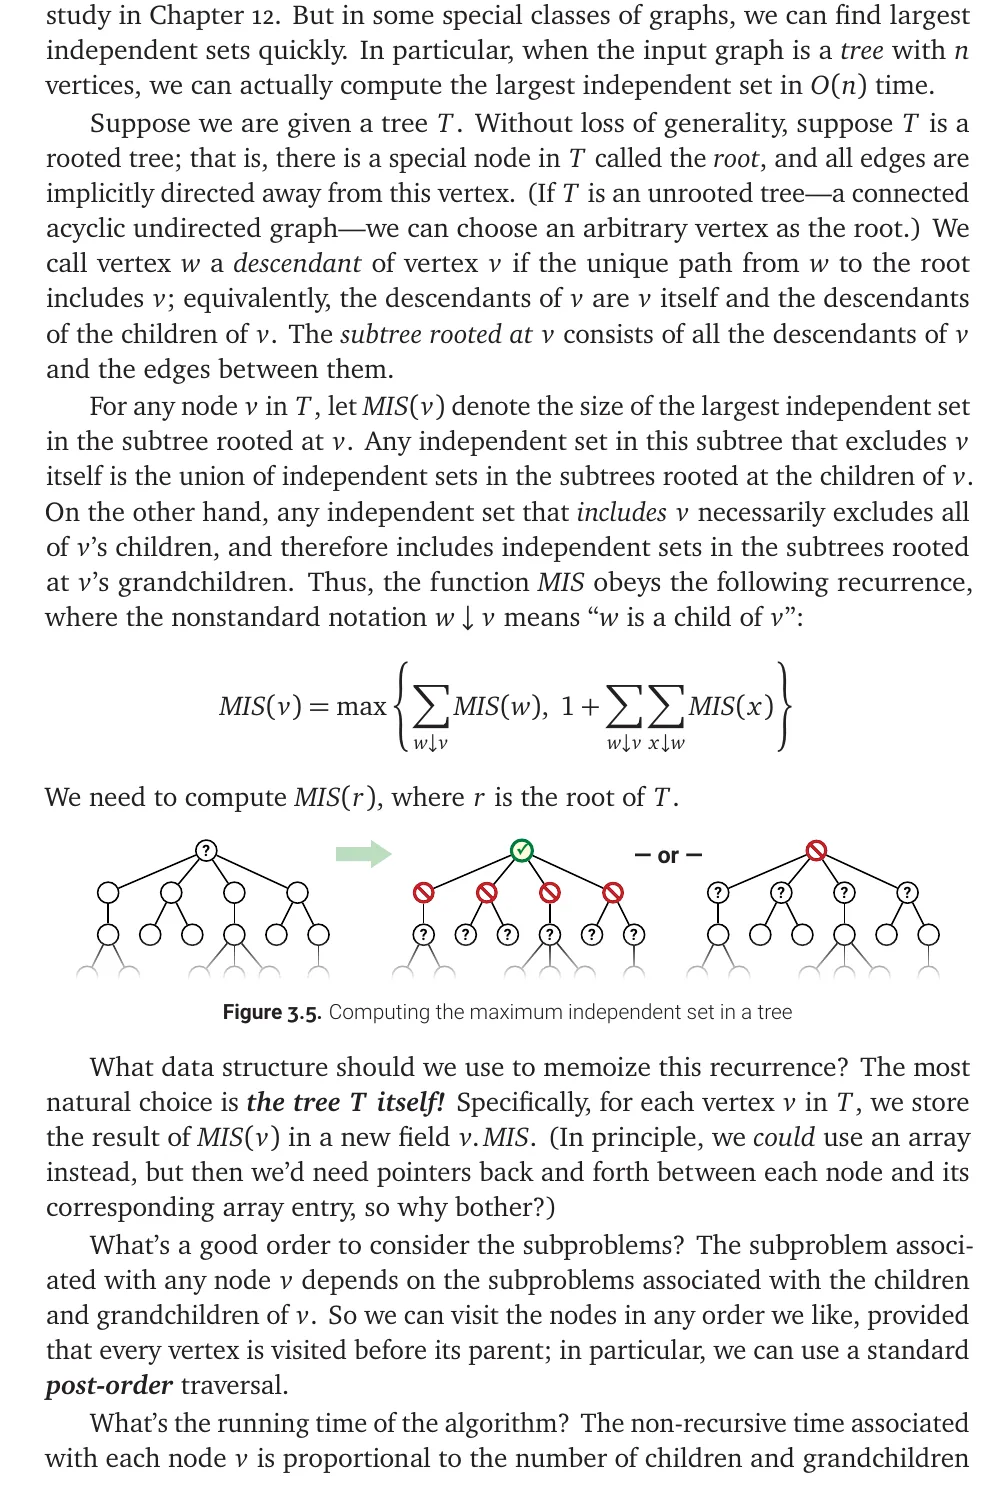 study in Chapter 12. But in some special classes of graphs, we can find largest
independent sets quickly. In particular, when the input graph is a tree with n
vertices, we can actually compute the largest independent set in O(n) time.
Suppose we are given a tree T. Without loss of generality, suppose T is a
rooted tree; that is, there is a special node in T called the root, and all edges are
implicitly directed away from this vertex. (If T is an unrooted tree—a connected
acyclic undirected graph—we can choose an arbitrary vertex as the root.) We
call vertex w a descendant of vertex v if the unique path from w to the root
includes v; equivalently, the descendants of v are v itself and the descendants
of the children of v. The subtree rooted at v consists of all the descendants of v
and the edges between them.
For any node v in T, let MIS(v) denote the size of the largest independent set
in the subtree rooted at v. Any independent set in this subtree that excludes v
itself is the union of independent sets in the subtrees rooted at the children of v.
On the other hand, any independent set that includes v necessarily excludes all
of v’s children, and therefore includes independent sets in the subtrees rooted
at v’s grandchildren. Thus, the function MIS obeys the following recurrence,
where the nonstandard notation w↓v means “w is a child of v”:
MIS(v) = max { ∑ MIS(w), 1 + ∑ ∑ MIS(x) }
w↓v w↓v x↓w
We need to compute MIS(r), where r is the root of T.
? ✓ — or —
? ? ? ?
? ? ? ? ? ?
Figure 3.5. Computing the maximum independent set in a tree
What data structure should we use to memoize this recurrence? The most
natural choice is the tree T itself! Specifically, for each vertex v in T, we store
the result of MIS(v) in a new field v.MIS. (In principle, we could use an array
instead, but then we’d need pointers back and forth between each node and its
corresponding array entry, so why bother?)
What’s a good order to consider the subproblems? The subproblem associ-
ated with any node v depends on the subproblems associated with the children
and grandchildren of v. So we can visit the nodes in any order we like, provided
that every vertex is visited before its parent; in particular, we can use a standard
post-order traversal.
What’s the running time of the algorithm? The non-recursive time associated
with each node v is proportional to the number of children and grandchildren